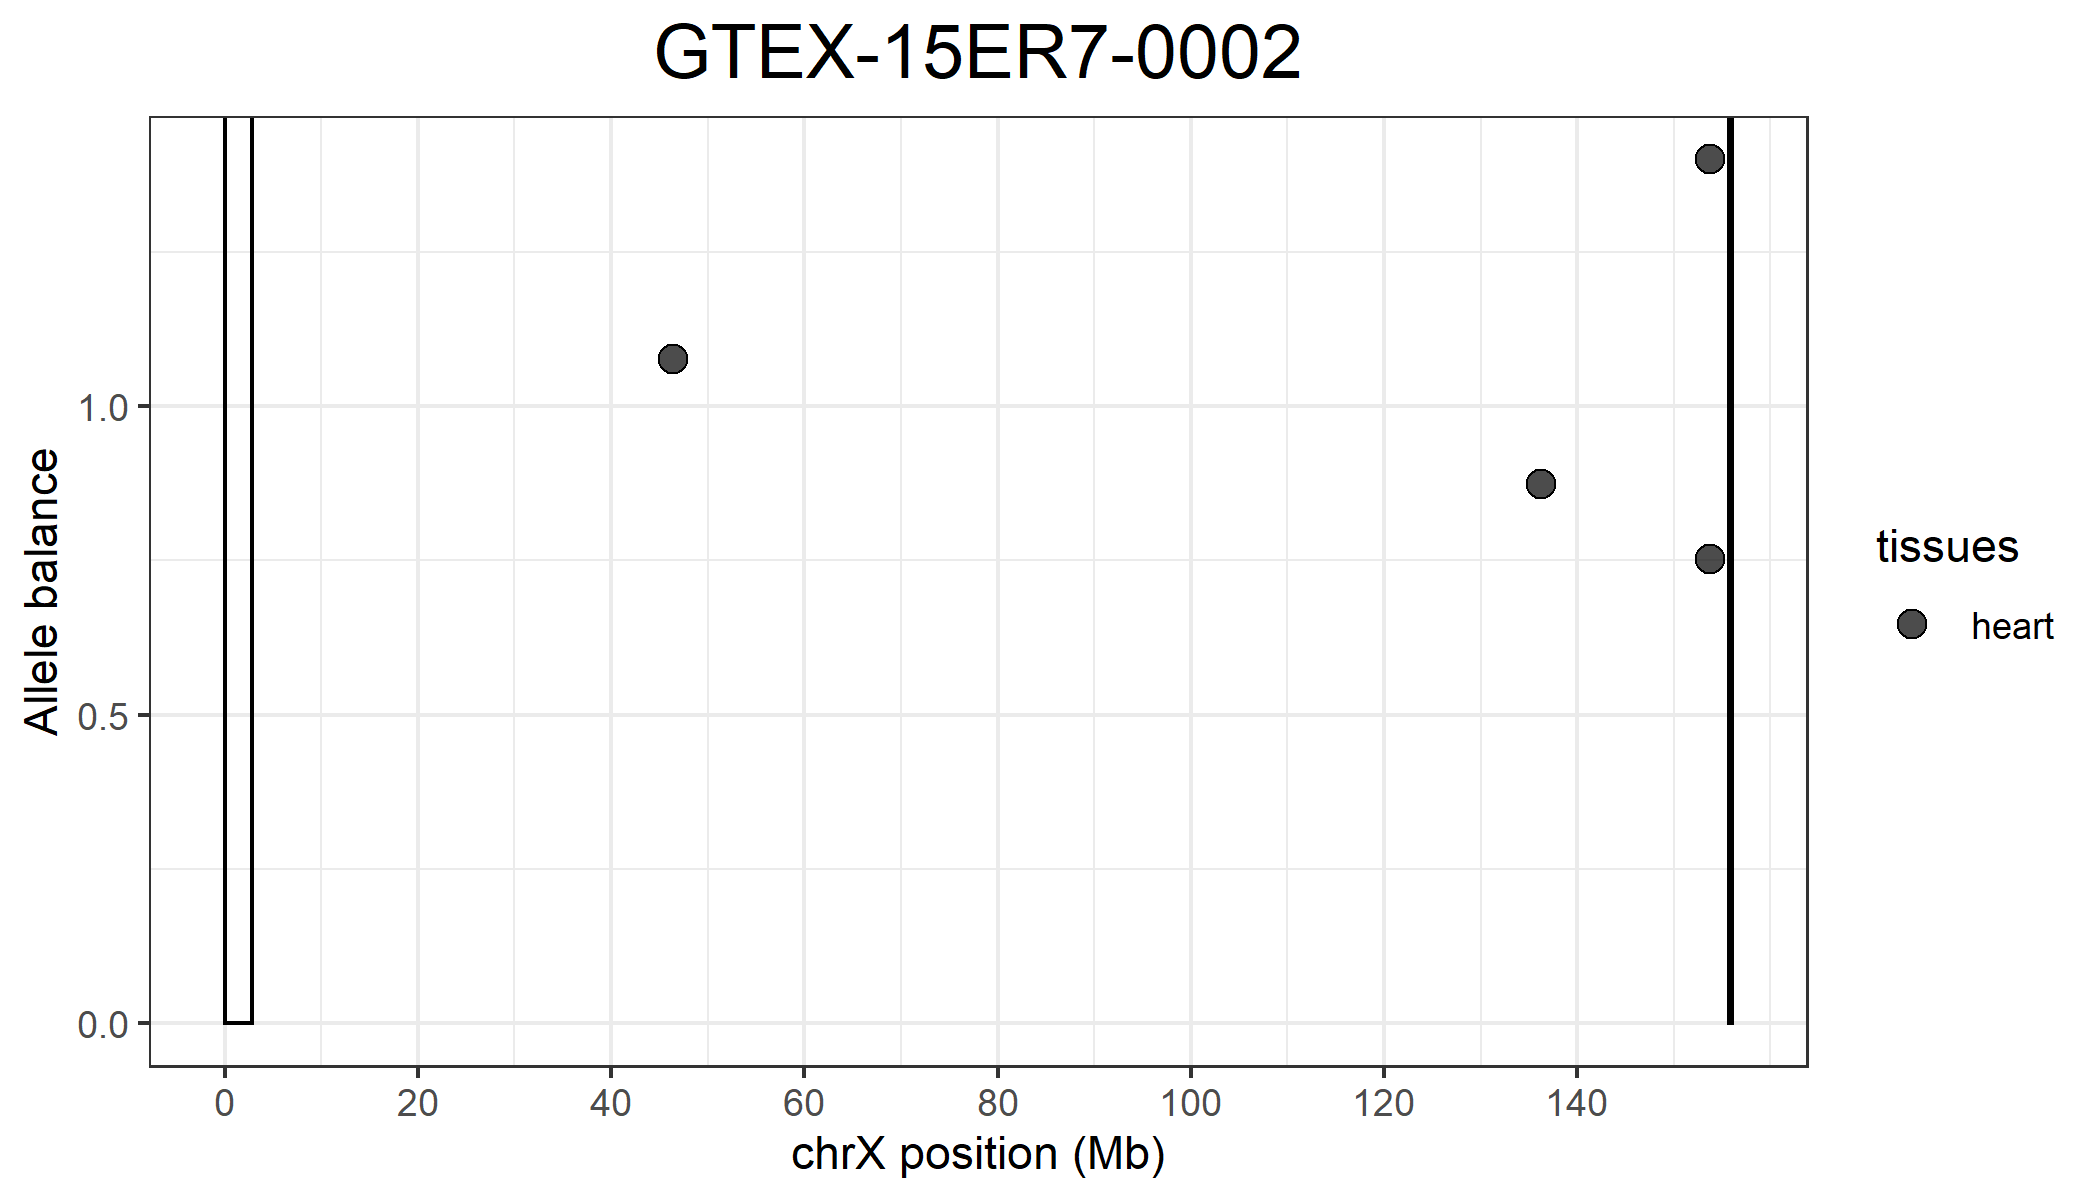 GTEX-15ER7-0002
Allele balance
1.0
0.5
0.0
0 20 40 60 80 100 120 140
chrX position (Mb)
tissues
heart